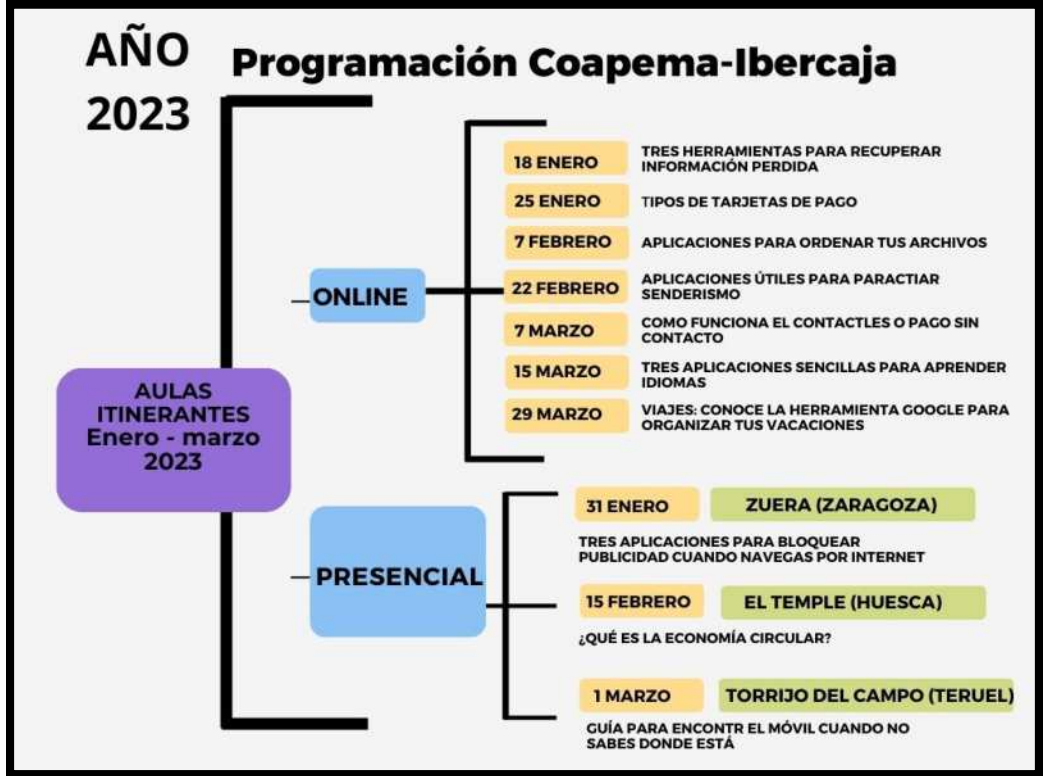 AÑO
2023
Programación Coapema-Ibercaja
AULAS
ITINERANTES
Enero - marzo
2023
ONLINE
18 ENERO
TRES HERRAMIENTAS PARA RECUPERAR
INFORMACIÓN PERDIDA
25 ENERO
TIPOS DE TARJETAS DE PAGO
7 FEBRERO
APLICACIONES PARA ORDENAR TUS ARCHIVOS
22 FEBRERO
APLICACIONES ÚTILES PARA PARACTIAR
SENDERISMO
7 MARZO
COMO FUNCIONA EL CONTACTLES O PAGO SIN
CONTACTO
15 MARZO
TRES APLICACIONES SENCILLAS PARA APRENDER
IDIOMAS
29 MARZO
VIAJES: CONOCE LA HERRAMIENTA GOOGLE PARA
ORGANIZAR TUS VACACIONES
PRESENCIAL
31 ENERO
ZUERA (ZARAGOZA)
TRES APLICACIONES PARA BLOQUEAR
PUBLICIDAD CUANDO NAVEGAS POR INTERNET
15 FEBRERO
EL TEMPLE (HUESCA)
¿QUÉ ES LA ECONOMÍA CIRCULAR?
1 MARZO
TORRIJO DEL CAMPO (TERUEL)
GUÍA PARA ENCONTR EL MÓVIL CUANDO NO
SABES DONDE ESTÁ